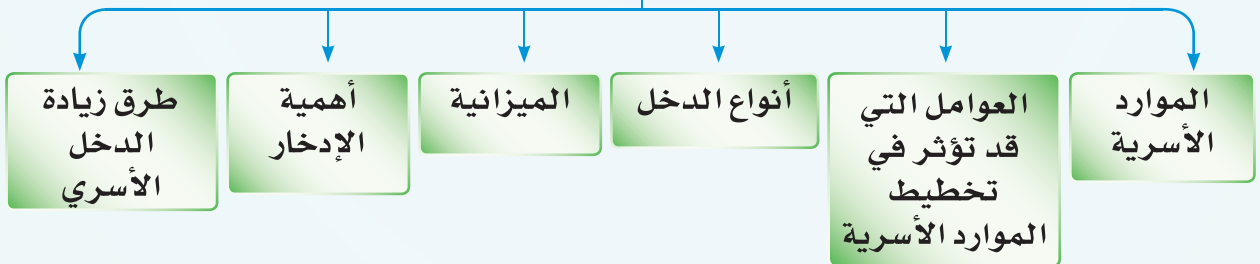 الموارد
الأسرية
العوامل التي
قد تؤثر في
تخطيط
الموارد الأسرية
أنواع الدخل
الميزانية
أهمية
الإدخار
طرق زيادة
الدخل
الأسري